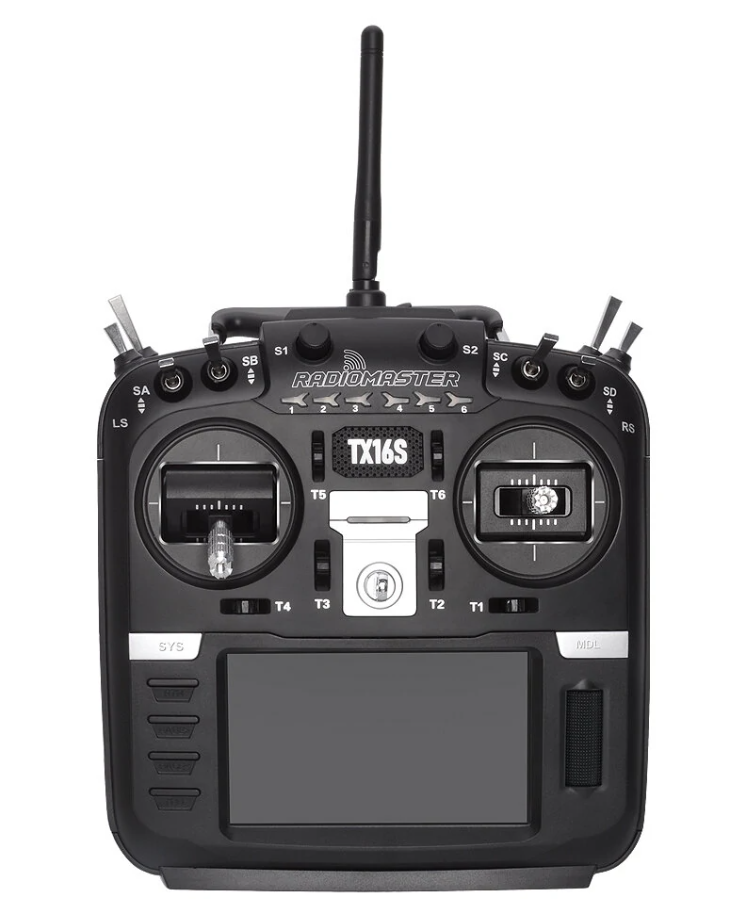 S1
S2
SB
SC
SA
SD
RADIOMASTER
LS
1 2 3 4 5 6
RS
TX16S
T5
T6
T4
T3
T2
T1
SYS
MDL